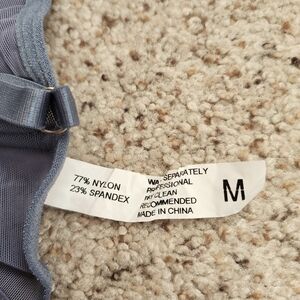 77% NYLON
23% SPANDEX
WASH SEPARATELY
PROFESSIONAL
DRY CLEAN
RECOMMENDED
MADE IN CHINA
M